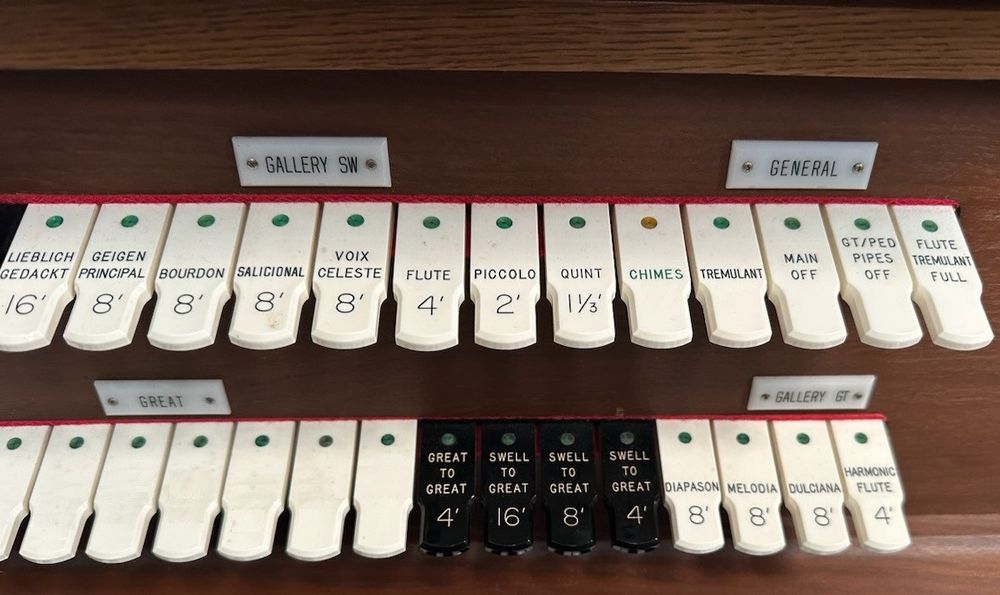 GALLERY SW
GENERAL
LIEBLICH
GEDACKT
16'
GEIGEN
PRINCIPAL
8'
BOURDON
8'
SALICIONAL
8'
VOIX
CELESTE
8'
FLUTE
4'
PICCOLO
2'
QUINT
1⅓'
CHIMES
TREMULANT
MAIN
OFF
GT/PED
PIPES
OFF
FLUTE
TREMULANT
FULL
GREAT
GALLERY GT
GREAT
TO
GREAT
4'
SWELL
TO
GREAT
16'
SWELL
TO
GREAT
8'
SWELL
TO
GREAT
4'
DIAPASON
8'
MELODIA
8'
DULCIANA
8'
HARMONIC
FLUTE
4'